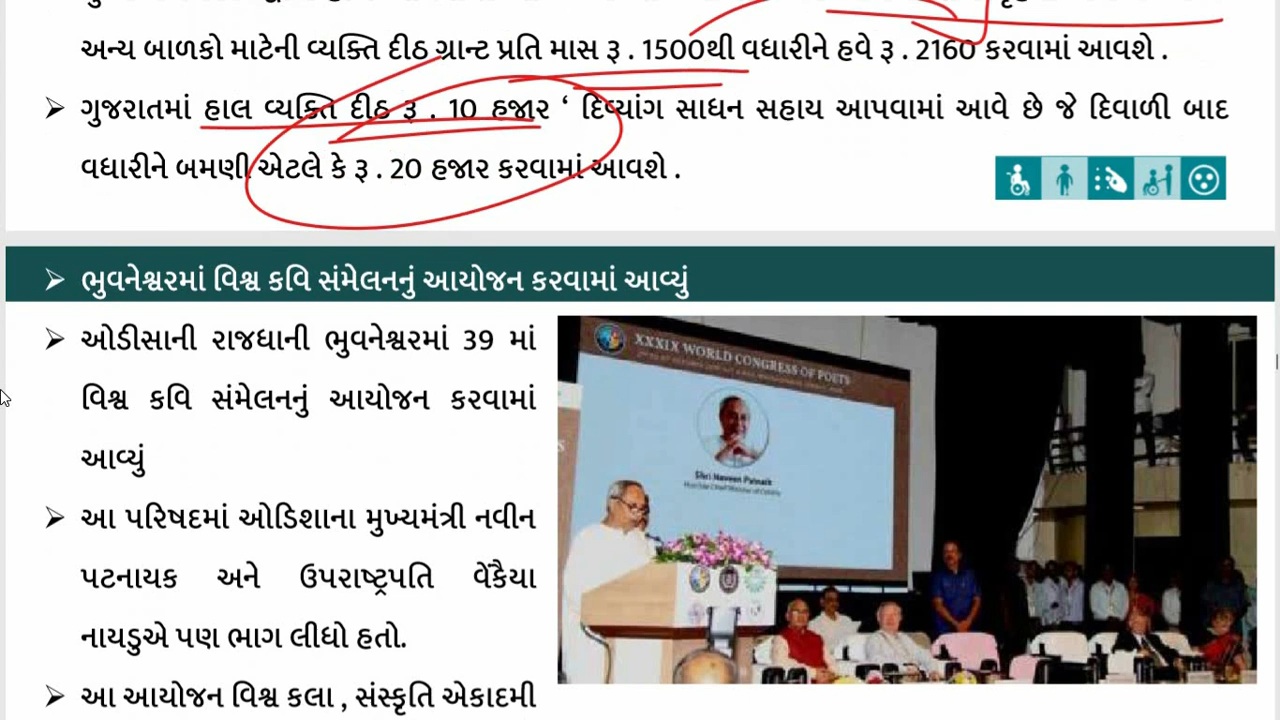 અન્ય બાળકો માટેની વ્યક્તિ દીઠ ગ્રાન્ટ પ્રતિ માસ રૂ . 1500થી વધારીને હવે રૂ . 2160 કરવામાં આવશે .
➢ ગુજરાતમાં હાલ વ્યક્તિ દીઠ રૂ . 10 હજાર ‘ દિવ્યાંગ સાધન સહાય આપવામાં આવે છે જે દિવાળી બાદ
વધારીને બમણી એટલે કે રૂ . 20 હજાર કરવામાં આવશે .
➢ ભુવનેશ્વરમાં વિશ્વ કવિ સંમેલનનું આયોજન કરવામાં આવ્યું
➢ ઓડીસાની રાજધાની ભુવનેશ્વરમાં 39 માં
વિશ્વ કવિ સંમેલનનું આયોજન કરવામાં
આવ્યું
➢ આ પરિષદમાં ઓડિશાના મુખ્યમંત્રી નવીન
પટનાયક અને ઉપરાષ્ટ્રપતિ વેંકૈયા
નાયડુએ પણ ભાગ લીધો હતો.
➢ આ આયોજન વિશ્વ કલા , સંસ્કૃતિ એકાદમી
XXXIX WORLD CONGRESS OF POETS
Shri Naveen Patnaik